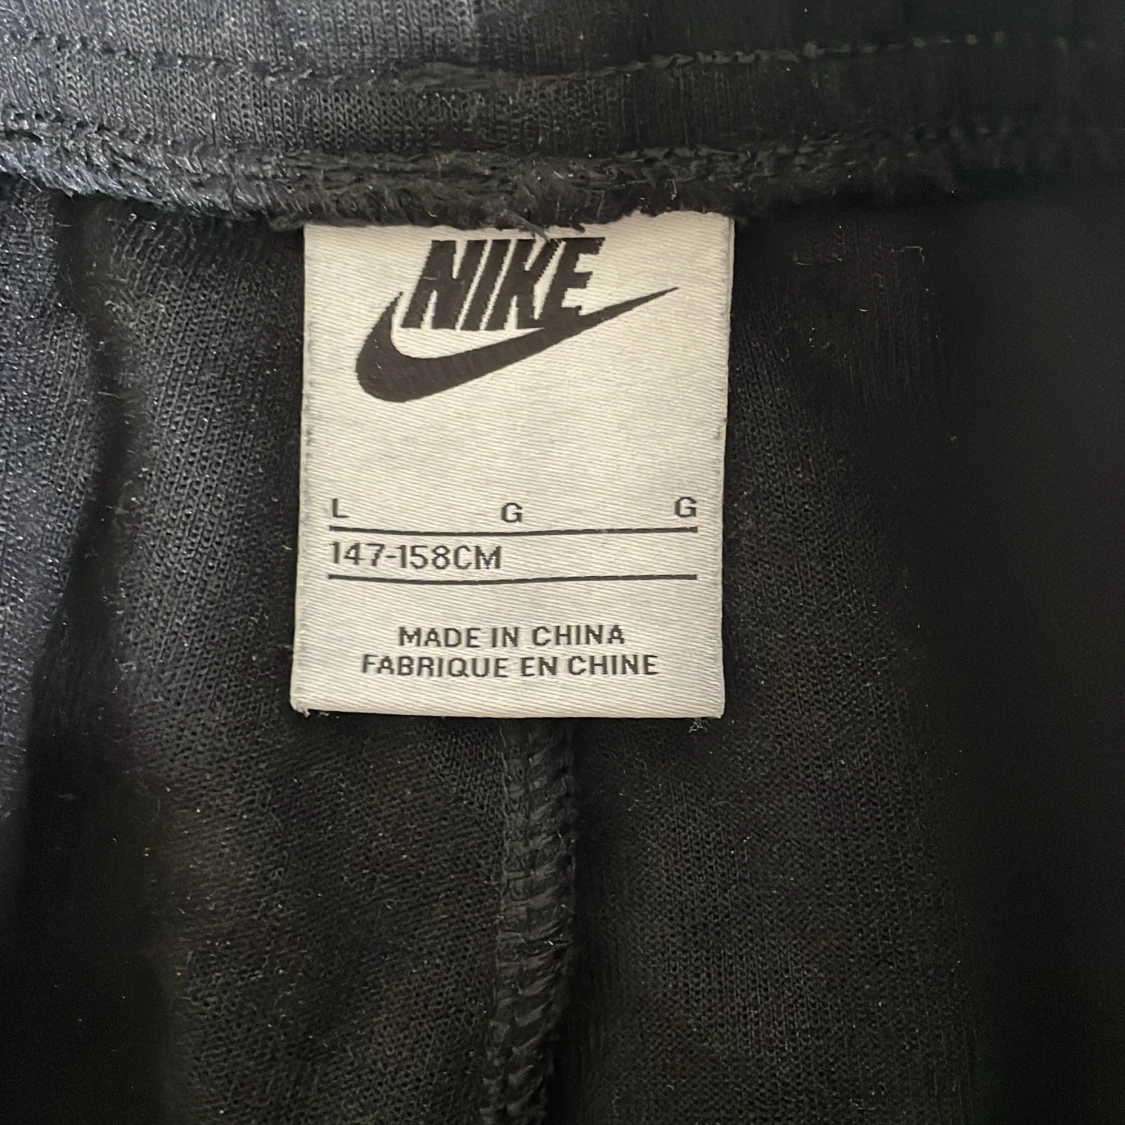 NIKE
L G G
147-158CM
MADE IN CHINA
FABRIQUE EN CHINE